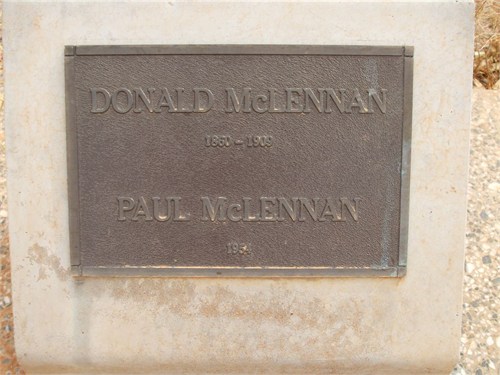 DONALD McLENNAN
1860 – 1909
PAUL McLENNAN
1954